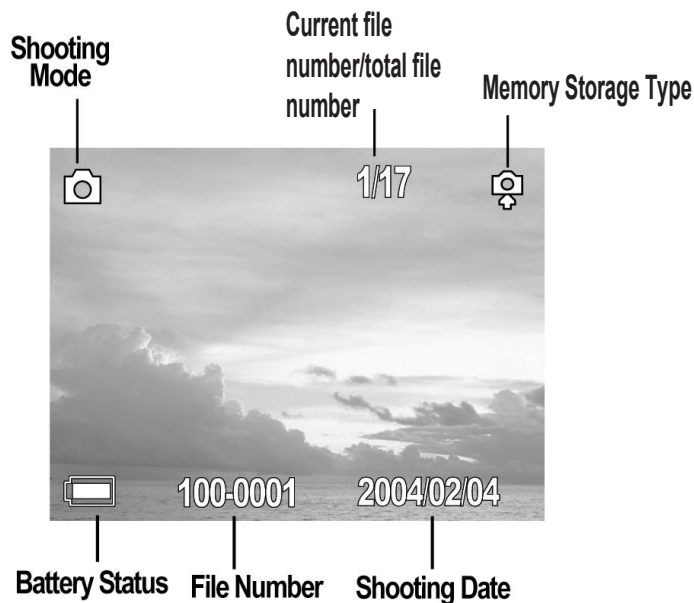 Shooting
Mode
Current file
number/total file
number
Memory Storage Type
1/17
100-0001
2004/02/04
Battery Status
File Number
Shooting Date